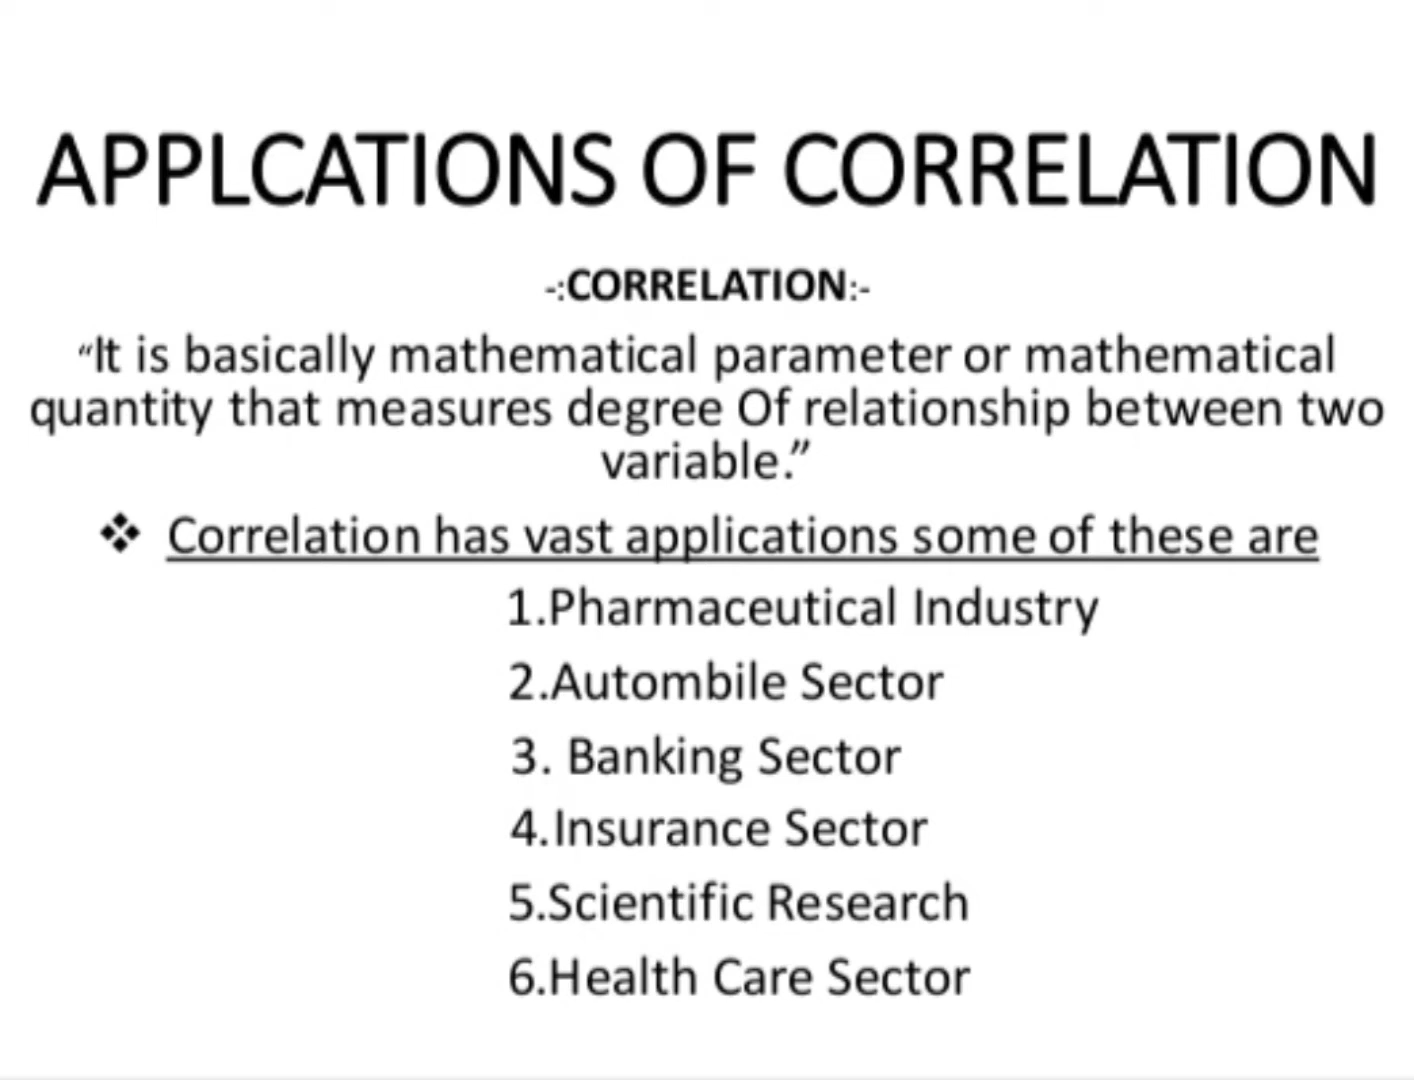 APPLCATIONS OF CORRELATION
-:CORRELATION:-
“It is basically mathematical parameter or mathematical
quantity that measures degree Of relationship between two
variable.”
❖ Correlation has vast applications some of these are
1.Pharmaceutical Industry
2.Autombile Sector
3. Banking Sector
4.Insurance Sector
5.Scientific Research
6.Health Care Sector